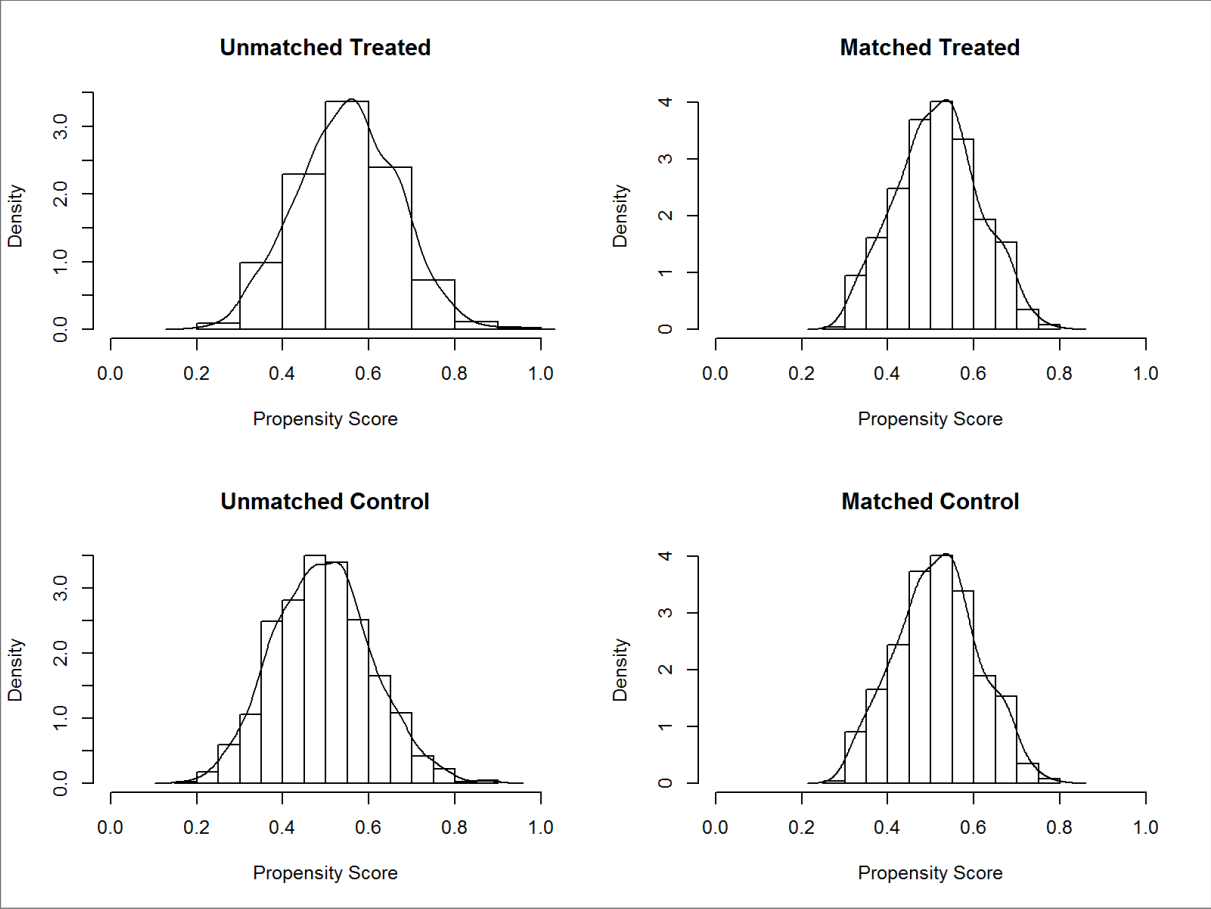 Unmatched Treated
Density
3.0
2.0
1.0
0.0
0.0 0.2 0.4 0.6 0.8 1.0
Propensity Score
Matched Treated
Density
4
3
2
1
0
0.0 0.2 0.4 0.6 0.8 1.0
Propensity Score
Unmatched Control
Density
3.0
2.0
1.0
0.0
0.0 0.2 0.4 0.6 0.8 1.0
Propensity Score
Matched Control
Density
4
3
2
1
0
0.0 0.2 0.4 0.6 0.8 1.0
Propensity Score